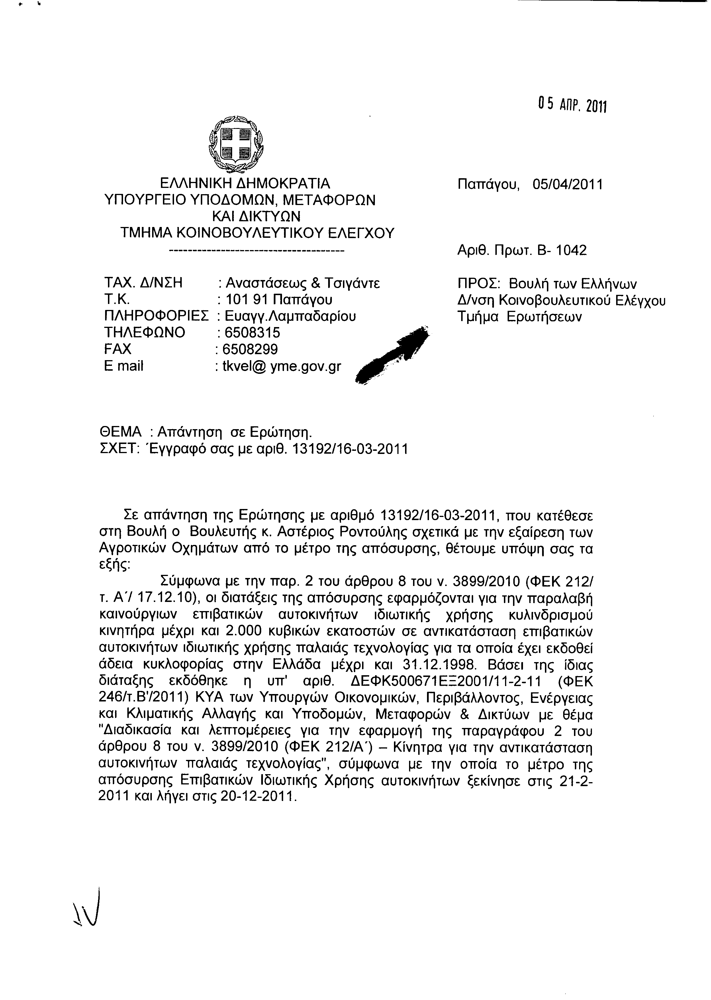 05 ΑΠΡ. 2011
ΕΛΛΗΝΙΚΗ ΔΗΜΟΚΡΑΤΙΑ
ΥΠΟΥΡΓΕΙΟ ΥΠΟΔΟΜΩΝ, ΜΕΤΑΦΟΡΩΝ
ΚΑΙ ΔΙΚΤΥΩΝ
ΤΜΗΜΑ ΚΟΙΝΟΒΟΥΛΕΥΤΙΚΟΥ ΕΛΕΓΧΟΥ
--------------------------------------
Παπάγου, 05/04/2011
Αριθ. Πρωτ. Β- 1042
ΤΑΧ. Δ/ΝΣΗ : Αναστάσεως & Τσιγάντε
Τ.Κ. : 101 91 Παπάγου
ΠΛΗΡΟΦΟΡΙΕΣ : Ευαγγ.Λαμπαδαρίου
ΤΗΛΕΦΩΝΟ : 6508315
FAX : 6508299
E mail : tkvel@ yme.gov.gr
ΠΡΟΣ: Βουλή των Ελλήνων
Δ/νση Κοινοβουλευτικού Ελέγχου
Τμήμα Ερωτήσεων
ΘΕΜΑ : Απάντηση σε Ερώτηση.
ΣΧΕΤ: Έγγραφό σας με αριθ. 13192/16-03-2011
Σε απάντηση της Ερώτησης με αριθμό 13192/16-03-2011, που κατέθεσε
στη Βουλή ο Βουλευτής κ. Αστέριος Ροντούλης σχετικά με την εξαίρεση των
Αγροτικών Οχημάτων από το μέτρο της απόσυρσης, θέτουμε υπόψη σας τα
εξής:
Σύμφωνα με την παρ. 2 του άρθρου 8 του ν. 3899/2010 (ΦΕΚ 212/
τ. Α΄/ 17.12.10), οι διατάξεις της απόσυρσης εφαρμόζονται για την παραλαβή
καινούργιων επιβατικών αυτοκινήτων ιδιωτικής χρήσης κυλινδρισμού
κινητήρα μέχρι και 2.000 κυβικών εκατοστών σε αντικατάσταση επιβατικών
αυτοκινήτων ιδιωτικής χρήσης παλαιάς τεχνολογίας για τα οποία έχει εκδοθεί
άδεια κυκλοφορίας στην Ελλάδα μέχρι και 31.12.1998. Βάσει της ίδιας
διάταξης εκδόθηκε η υπ' αριθ. ΔΕΦΚ500671ΕΞ2001/11-2-11 (ΦΕΚ
246/τ.Β'/2011) ΚΥΑ των Υπουργών Οικονομικών, Περιβάλλοντος, Ενέργειας
και Κλιματικής Αλλαγής και Υποδομών, Μεταφορών & Δικτύων με θέμα
"Διαδικασία και λεπτομέρειες για την εφαρμογή της παραγράφου 2 του
άρθρου 8 του ν. 3899/2010 (ΦΕΚ 212/Α΄) – Κίνητρα για την αντικατάσταση
αυτοκινήτων παλαιάς τεχνολογίας", σύμφωνα με την οποία το μέτρο της
απόσυρσης Επιβατικών Ιδιωτικής Χρήσης αυτοκινήτων ξεκίνησε στις 21-2-
2011 και λήγει στις 20-12-2011.